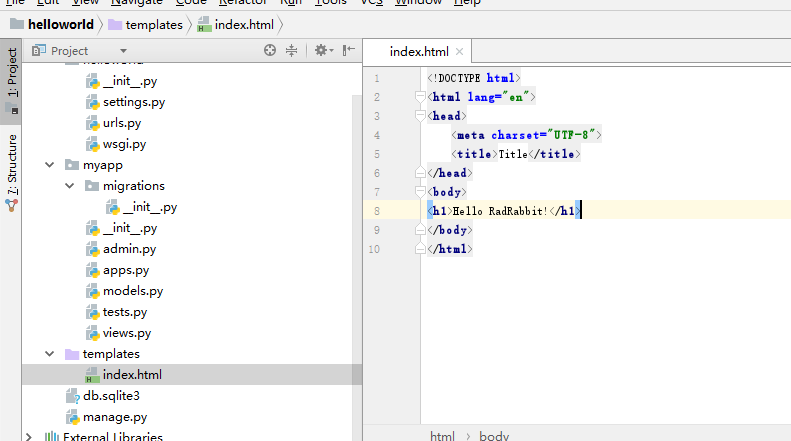 File Edit View Navigate Code Refactor Run Tools VCS Window Help
helloworld templates index.html
Project
index.html
1: Project
7: Structure
helloworld
__init__.py
settings.py
urls.py
wsgi.py
myapp
migrations
__init__.py
__init__.py
admin.py
apps.py
models.py
tests.py
views.py
templates
index.html
db.sqlite3
manage.py
External Libraries
1 <!DOCTYPE html>
2 <html lang="en">
3 <head>
4 <meta charset="UTF-8">
5 <title>Title</title>
6 </head>
7 <body>
8 <h1>Hello RadRabbit!</h1>
9 </body>
10 </html>
html body